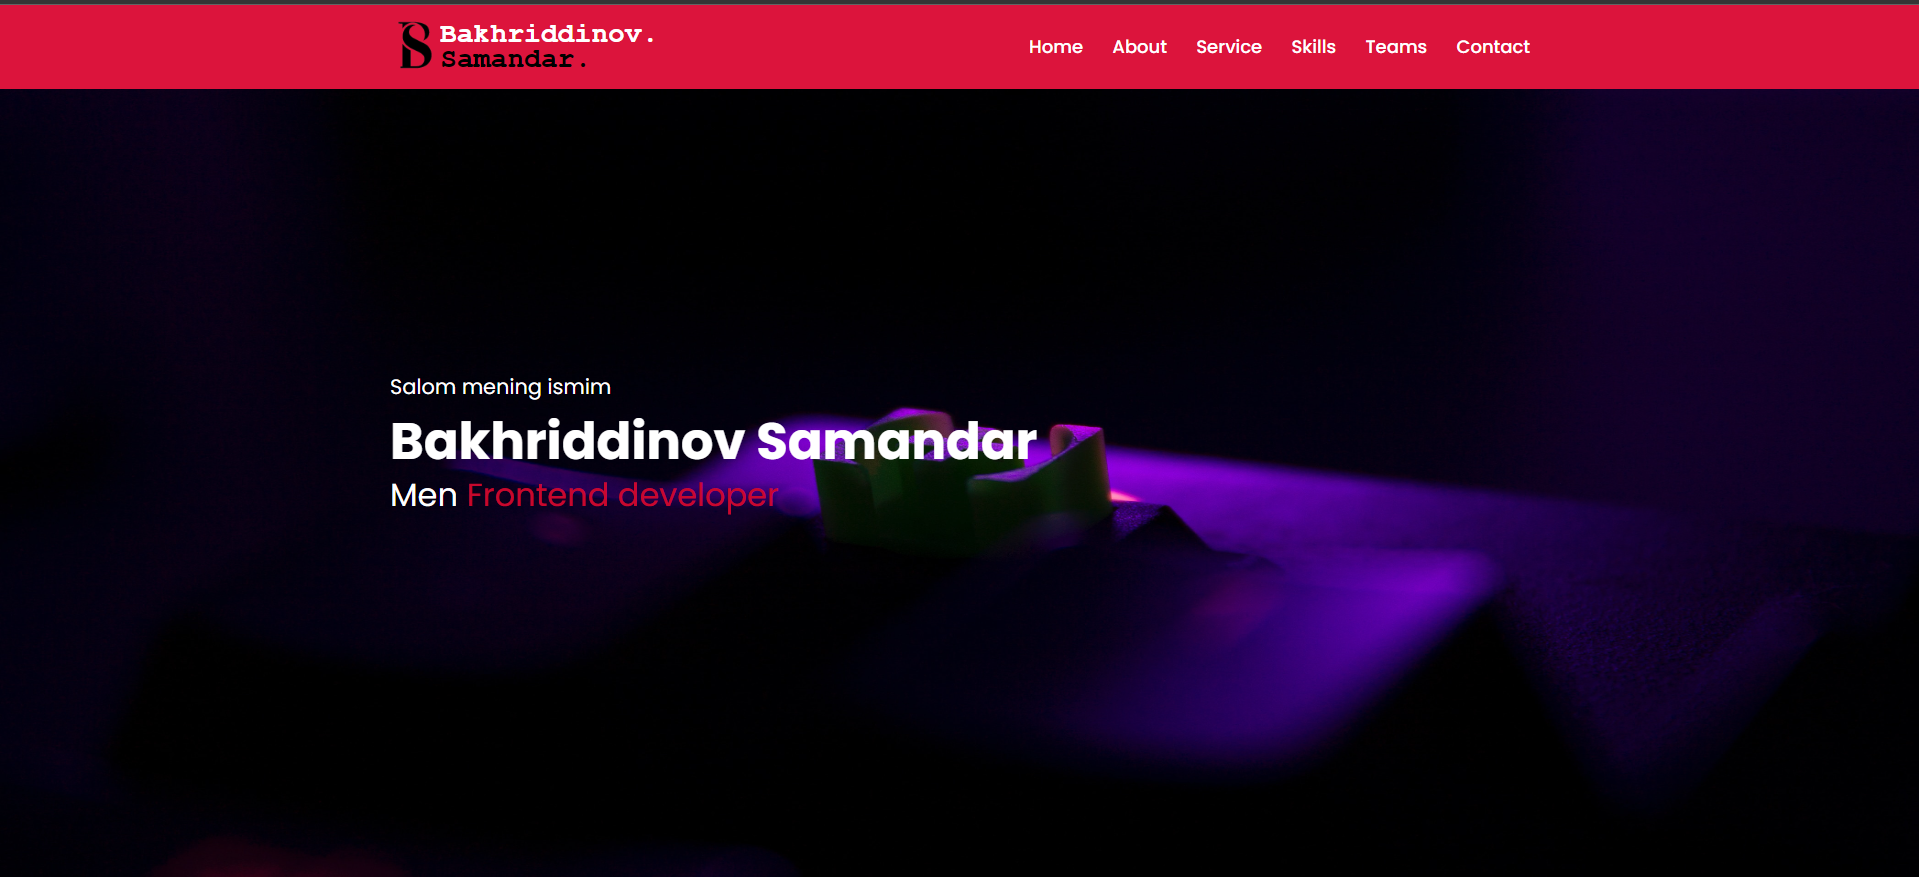 Bakhriddinov.
Samandar.
Home About Service Skills Teams Contact
Salom mening ismim
Bakhriddinov Samandar
Men Frontend developer